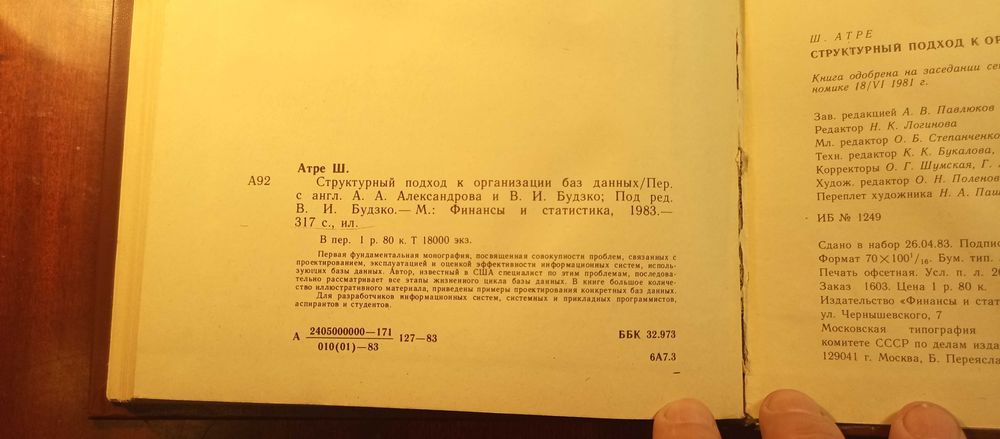 Атре Ш.
А92 Структурный подход к организации баз данных/Пер.
с англ. А. А. Александрова и В. И. Будзко; Под ред.
В. И. Будзко.— М.: Финансы и статистика, 1983.—
317 с., ил.
В пер. 1 р. 80 к. Т 18000 экз.
Первая фундаментальная монография, посвященная совокупности проблем, связанных с
проектированием, эксплуатацией и оценкой эффективности информационных систем, исполь-
зующих базы данных. Автор, известный в США специалист по этим проблемам, последова-
тельно рассматривает все этапы жизненного цикла базы данных. В книге большое количе-
ство иллюстративного материала, приведены примеры проектирования конкретных баз данных.
Для разработчиков информационных систем, системных и прикладных программистов,
аспирантов и студентов.
А 2405000000—171
010(01)—83 127—83
ББК 32.973
6А7.3
Ш. АТРЕ
СТРУКТУРНЫЙ ПОДХОД К ОР
Книга одобрена на заседании се
номике 18/VI 1981 г.
Зав. редакцией А. В. Павлюков
Редактор Н. К. Логинова
Мл. редактор О. Б. Степанченко
Техн. редактор К. К. Букалова,
Корректоры О. Г. Шумская, Г.
Худож. редактор О. Н. Поленов
Переплет художника Н. А. Паш
ИБ № 1249
Сдано в набор 26.04.83. Подпис
Формат 70×100¹/₁₆. Бум. тип.
Печать офсетная. Усл. п. л. 2
Заказ 1603. Цена 1 р. 80 к.
Издательство «Финансы и стат
ул. Чернышевского, 7
Московская типография
комитете СССР по делам изда
129041 г. Москва, Б. Переясла